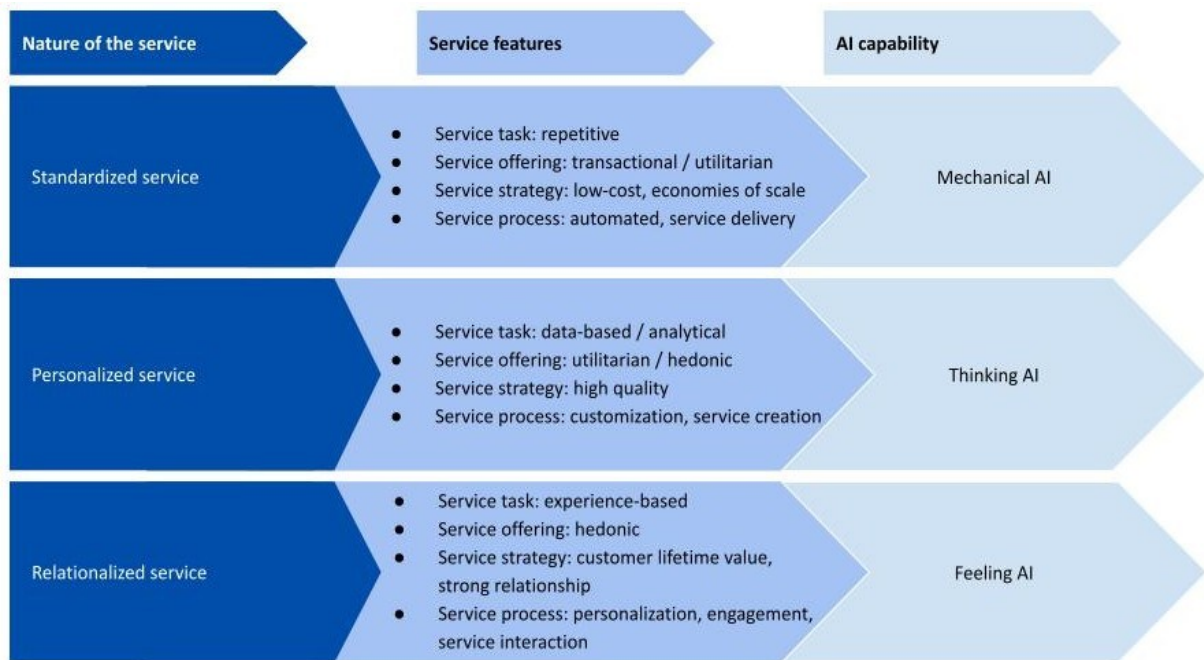 Nature of the service
Service features
AI capability
Standardized service
● Service task: repetitive
● Service offering: transactional / utilitarian
● Service strategy: low-cost, economies of scale
● Service process: automated, service delivery
Mechanical AI
Personalized service
● Service task: data-based / analytical
● Service offering: utilitarian / hedonic
● Service strategy: high quality
● Service process: customization, service creation
Thinking AI
Relationalized service
● Service task: experience-based
● Service offering: hedonic
● Service strategy: customer lifetime value,
strong relationship
● Service process: personalization, engagement,
service interaction
Feeling AI